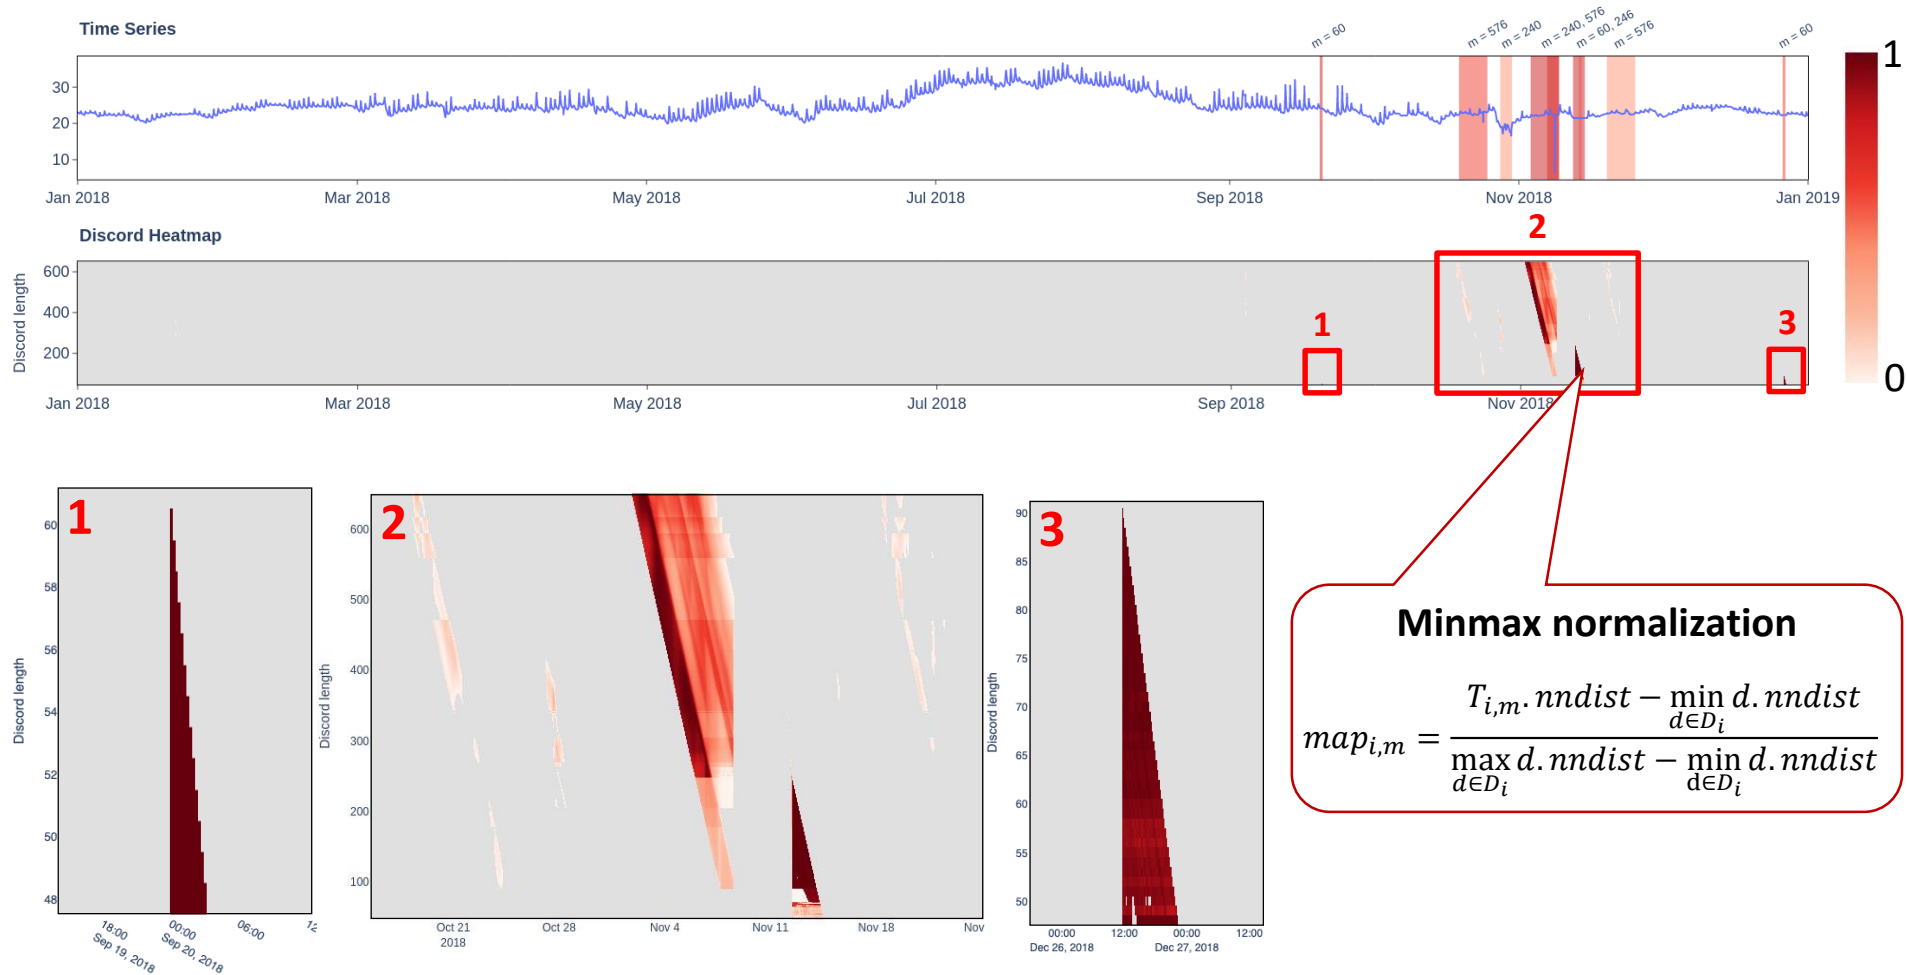 Time Series
m = 60
m = 576
m = 240
m = 240, 576
m = 60, 246
m = 576
m = 60
30
20
10
Jan 2018
Mar 2018
May 2018
Jul 2018
Sep 2018
Nov 2018
Jan 2019
1
0
Discord Heatmap
2
1
3
Discord length
600
400
200
Jan 2018
Mar 2018
May 2018
Jul 2018
Sep 2018
Nov 2018
1
Discord length
60
58
56
54
52
50
48
18:00
Sep 19, 2018
00:00
Sep 20, 2018
06:00
12
2
Discord length
600
500
400
300
200
100
Oct 21
2018
Oct 28
Nov 4
Nov 11
Nov 18
Nov
3
Discord length
90
85
80
75
70
65
60
55
50
00:00
Dec 26, 2018
12:00
00:00
Dec 27, 2018
12:00
Minmax normalization
map_{i,m} = \frac{T_{i,m}.nndist − \min_{d∈D_i} d.nndist}{\max_{d∈D_i} d.nndist − \min_{d∈D_i} d.nndist}